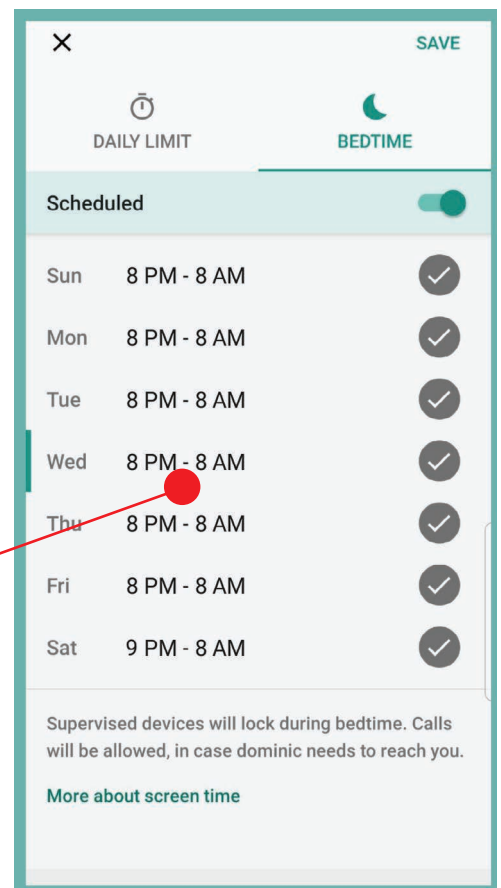 SAVE
DAILY LIMIT
BEDTIME
Scheduled
Sun 8 PM - 8 AM
Mon 8 PM - 8 AM
Tue 8 PM - 8 AM
Wed 8 PM - 8 AM
Thu 8 PM - 8 AM
Fri 8 PM - 8 AM
Sat 9 PM - 8 AM
Supervised devices will lock during bedtime. Calls
will be allowed, in case dominic needs to reach you.
More about screen time